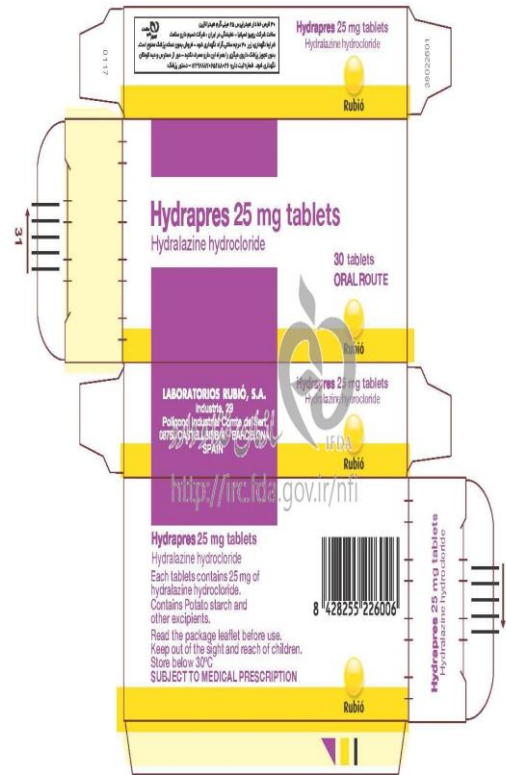 0117
38022601
Hydrapres 25 mg tablets
Hydralazine hydrocloride
Rubió
31
Hydrapres 25 mg tablets
Hydralazine hydrocloride
30 tablets
ORAL ROUTE
Rubió
LABORATORIOS RUBIÓ, S.A.
Industria, 29
Polígono Industrial Comte de Sert
BARCELONA
SPAIN
Hydrapres 25 mg tablets
Hydralazine hydrocloride
Rubió
IFDA
http://irc.fda.gov.ir/nfi
Hydrapres 25 mg tablets
Hydralazine hydrocloride
Each tablets contains 25 mg of
hydralazine hydrocloride.
Contains Potato starch and
other excipients.
Read the package leaflet before use.
Keep out of the sight and reach of children.
Store below 30ºC
SUBJECT TO MEDICAL PRESCRIPTION
8 428255 226006
Rubió
Hydrapres 25 mg tablets
Hydralazine hydrocloride